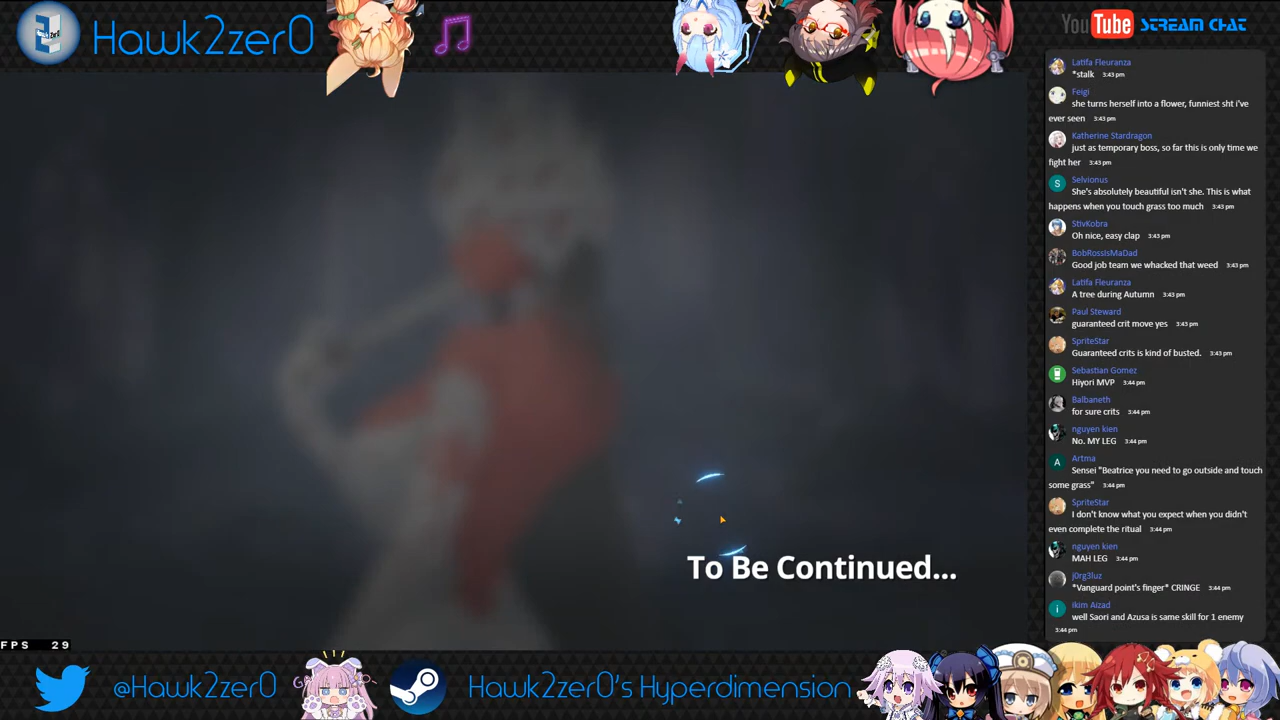 Hawk2zer0
YouTube STREAM CHAT
Latifa Fleuranza
*stalk 3:43 pm
Feigi
she turns herself into a flower, funniest sht i've
ever seen 3:43 pm
Katherine Stardragon
just as temporary boss, so far this is only time we
fight her 3:43 pm
S
Selvionus
She's absolutely beautiful isn't she. This is what
happens when you touch grass too much 3:43 pm
StivKobra
Oh nice, easy clap 3:43 pm
BobRossIsMaDad
Good job team we whacked that weed 3:43 pm
Latifa Fleuranza
A tree during Autumn 3:43 pm
Paul Steward
guaranteed crit move yes 3:43 pm
SpriteStar
Guaranteed crits is kind of busted. 3:43 pm
Sebastian Gomez
Hiyori MVP 3:44 pm
Balbaneth
for sure crits 3:44 pm
nguyen kien
No. MY LEG 3:44 pm
A
Artma
Sensei "Beatrice you need to go outside and touch
some grass" 3:44 pm
SpriteStar
I don't know what you expect when you didn't
even complete the ritual 3:44 pm
nguyen kien
MAH LEG 3:44 pm
j0rg3luz
*Vanguard point's finger* CRINGE 3:44 pm
i
ikim Aizad
well Saori and Azusa is same skill for 1 enemy
3:44 pm
To Be Continued...
FPS 29
@Hawk2zer0
Hawk2zer0's Hyperdimension